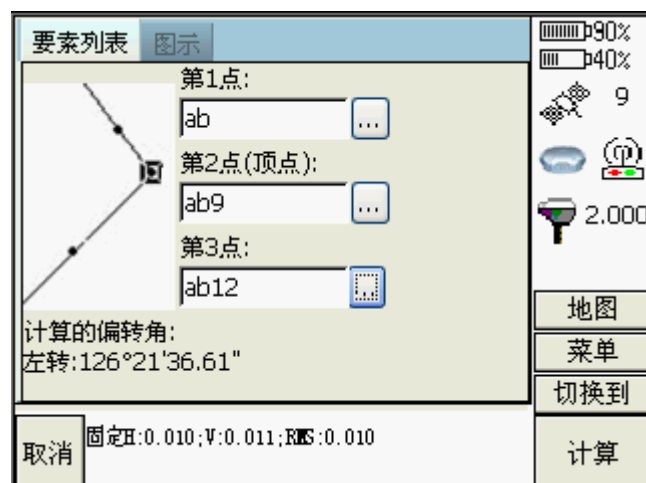 要素列表 图示
第1点:
ab
...
第2点(顶点):
ab9
...
第3点:
ab12
...
计算的偏转角:
左转:126°21'36.61"
90%
40%
9
2.000
地图
菜单
切换到
取消
固定H:0.010;V:0.011;RMS:0.010
计算